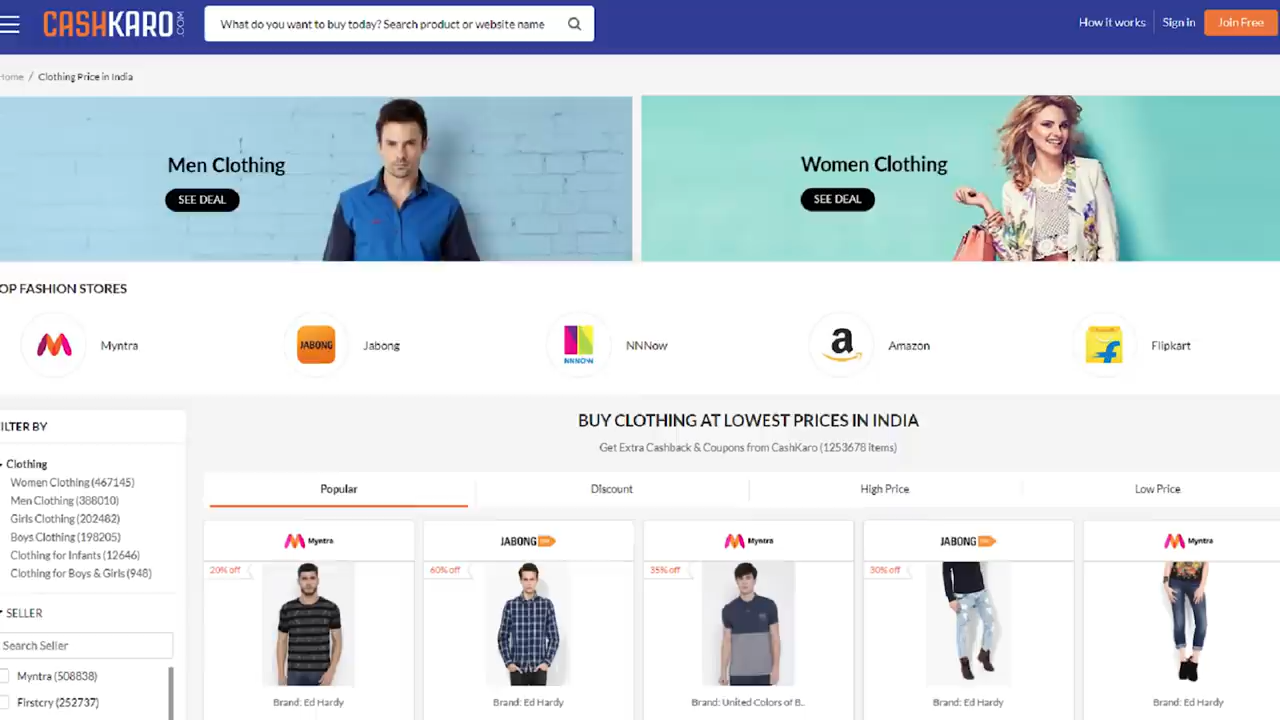 CASHKARO.COM
What do you want to buy today? Search product or website name
How it works
Sign in
Join Free
Home / Clothing Price in India
Men Clothing
SEE DEAL
Women Clothing
SEE DEAL
OP FASHION STORES
Myntra
JABONG
Jabong
NNNOW
NNNow
a
Amazon
Flipkart
ILTER BY
Clothing
Women Clothing (467145)
Men Clothing (388010)
Girls Clothing (202482)
Boys Clothing (198205)
Clothing for Infants (12646)
Clothing for Boys & Girls (948)
SELLER
Search Seller
Myntra (508838)
Firstcry (252737)
BUY CLOTHING AT LOWEST PRICES IN INDIA
Get Extra Cashback & Coupons from CashKaro (1253678 items)
Popular
Discount
High Price
Low Price
Myntra
20% off
Brand: Ed Hardy
JABONG
60% off
Brand: Ed Hardy
Myntra
35% off
Brand: United Colors of B..
JABONG
30% off
Brand: Ed Hardy
Myntra
Brand: Ed Hardy